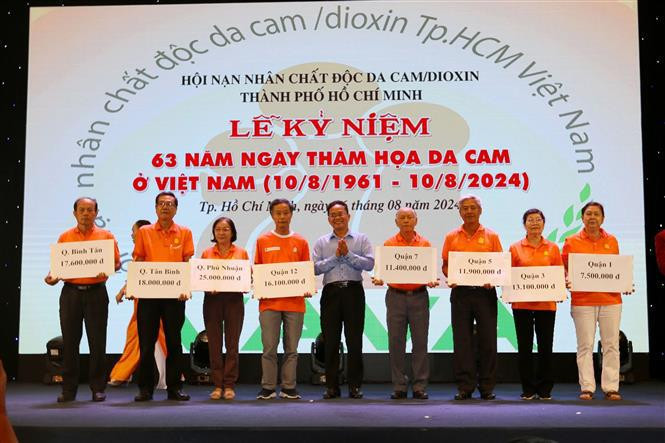 nhân chất độc da cam /dioxin Tp.HCM Việt Nam
HỘI NẠN NHÂN CHẤT ĐỘC DA CAM/DIOXIN
THÀNH PHỐ HỒ CHÍ MINH
LỄ KỶ NIỆM
63 NĂM NGÀY THẢM HỌA DA CAM
Ở VIỆT NAM (10/8/1961 - 10/8/2024)
Tp. Hồ Chí Minh, ngày tháng 08 năm 2024
Q. Bình Tân
17.600.000 đ
Q. Tân Bình
18.000.000 đ
Q. Phú Nhuận
25.000.000 đ
Quận 12
16.100.000 đ
Quận 7
11.400.000 đ
Quận 5
11.900.000 đ
Quận 3
13.100.000 đ
Quận 1
7.500.000 đ